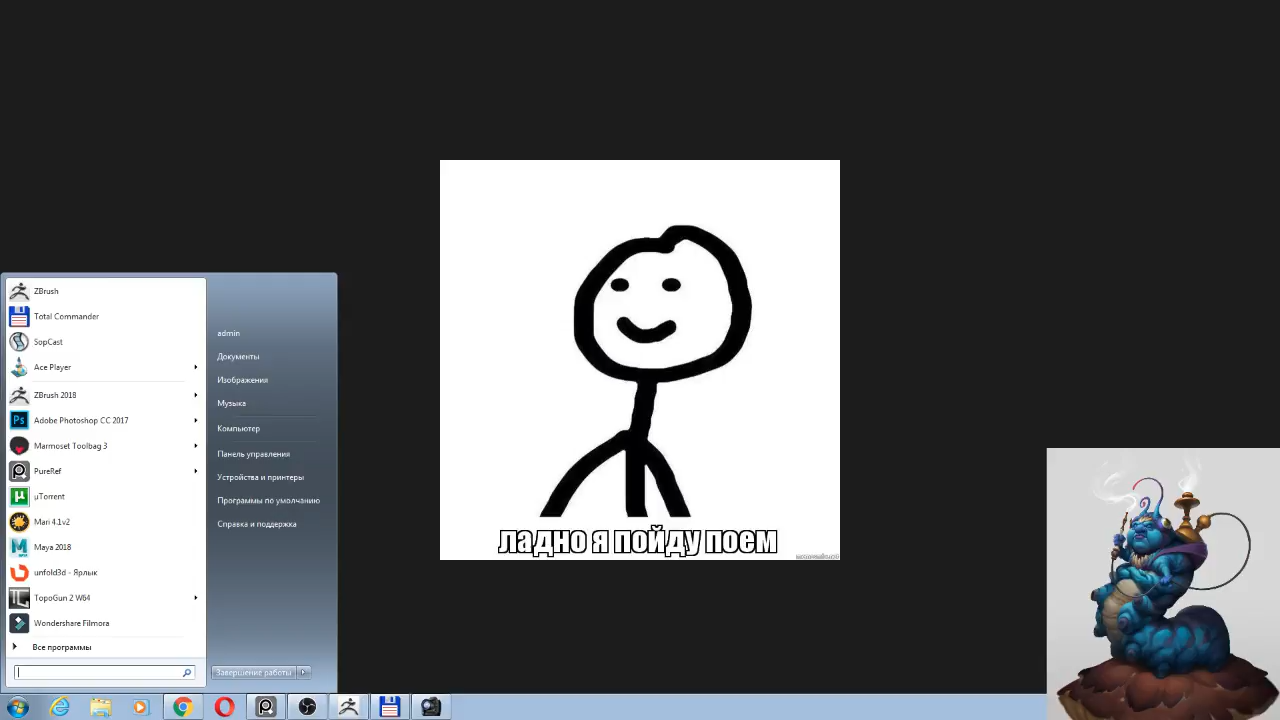 ZBrush
Total Commander
SopCast
Ace Player
ZBrush 2018
Ps Adobe Photoshop CC 2017
Marmoset Toolbag 3
PureRef
µTorrent
Mari 4.1v2
Maya 2018
unfold3d - Ярлык
TopoGun 2 W64
Wondershare Filmora
Все программы
admin
Документы
Изображения
Музыка
Компьютер
Панель управления
Устройства и принтеры
Программы по умолчанию
Справка и поддержка
Завершение работы
ладно я пойду поем